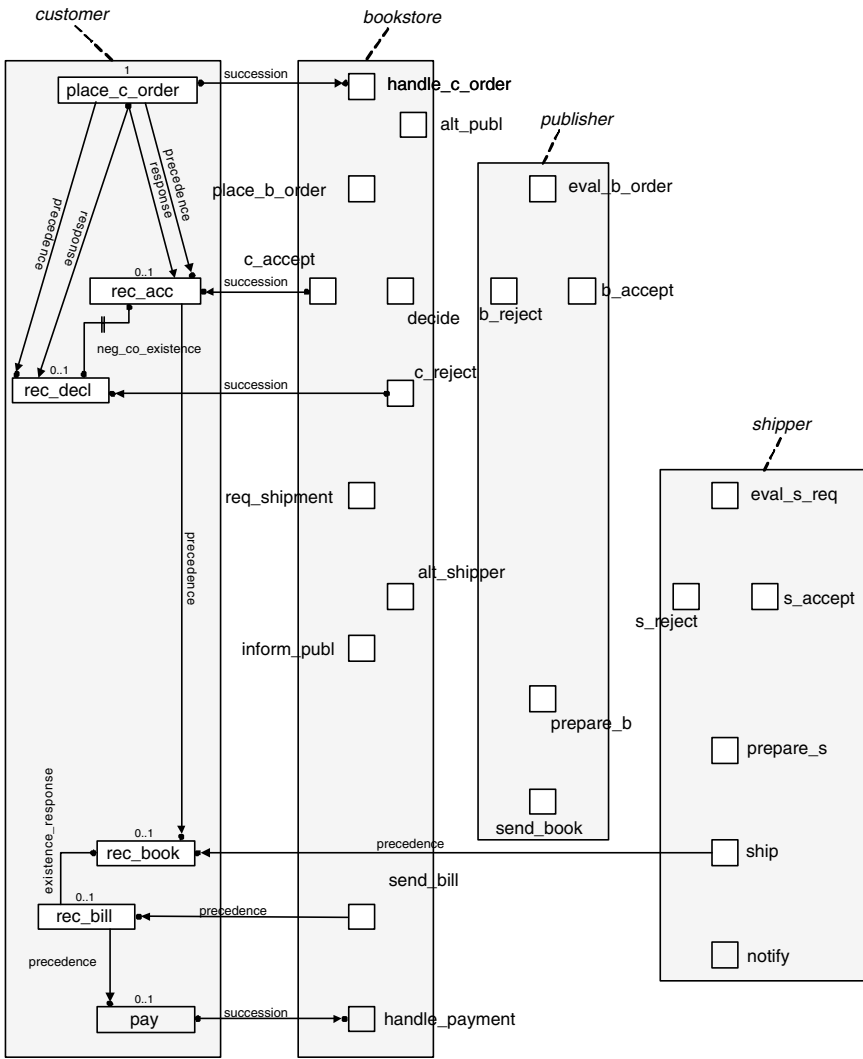 customer
bookstore
1
place_c_order
succession
handle_c_order
alt_publ
publisher
precedence
response
place_b_order
eval_b_order
precedence
response
c_accept
0..1
rec_acc
succession
decide
b_reject
b_accept
neg_co_existence
0..1
rec_decl
succession
c_reject
shipper
req_shipment
eval_s_req
precedence
alt_shipper
s_reject
s_accept
inform_publ
prepare_b
prepare_s
existence_response
0..1
rec_book
send_book
precedence
ship
send_bill
0..1
rec_bill
precedence
precedence
notify
0..1
pay
succession
handle_payment